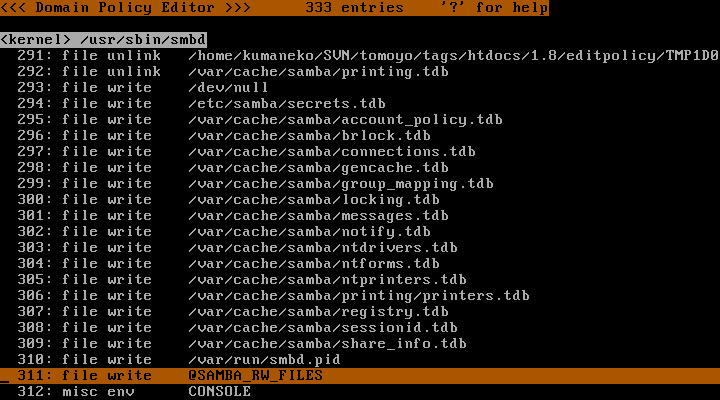 <<< Domain Policy Editor >>>      333 entries    '?' for help
<kernel> /usr/sbin/smbd
291: file unlink   /home/kumaneko/SVN/tomoyo/tags/htdocs/1.8/editpolicy/TMP1D0
292: file unlink   /var/cache/samba/printing.tdb
293: file write    /dev/null
294: file write    /etc/samba/secrets.tdb
295: file write    /var/cache/samba/account_policy.tdb
296: file write    /var/cache/samba/brlock.tdb
297: file write    /var/cache/samba/connections.tdb
298: file write    /var/cache/samba/gencache.tdb
299: file write    /var/cache/samba/group_mapping.tdb
300: file write    /var/cache/samba/locking.tdb
301: file write    /var/cache/samba/messages.tdb
302: file write    /var/cache/samba/notify.tdb
303: file write    /var/cache/samba/ntdrivers.tdb
304: file write    /var/cache/samba/ntforms.tdb
305: file write    /var/cache/samba/ntprinters.tdb
306: file write    /var/cache/samba/printing/printers.tdb
307: file write    /var/cache/samba/registry.tdb
308: file write    /var/cache/samba/sessionid.tdb
309: file write    /var/cache/samba/share_info.tdb
310: file write    /var/run/smbd.pid
311: file write    @SAMBA_RW_FILES
312: misc env      CONSOLE